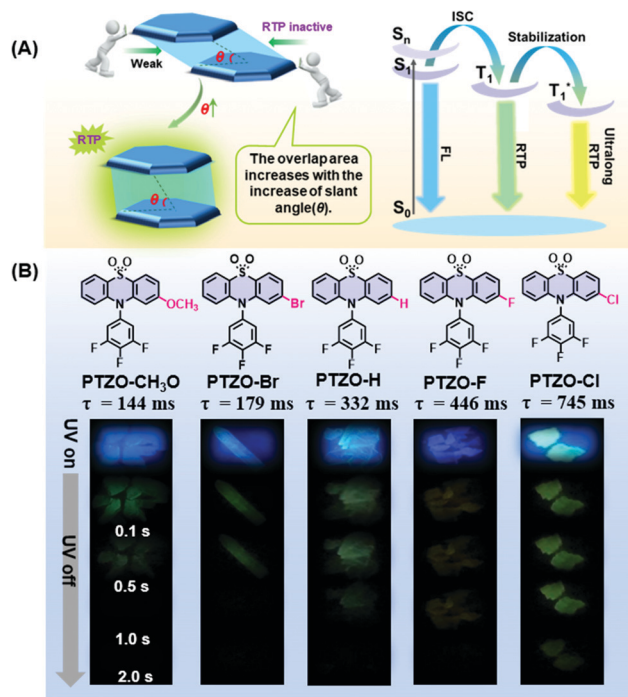 (A)
Weak
RTP inactive
θ
θ↑
RTP
θ
The overlap area
increases with the
increase of slant
angle(θ).
ISC
Stabilization
Sn
S1
T1
T1*
FL
RTP
Ultralong
RTP
S0
(B)
O O
S
N
OCH3
F F
F
O O
S
N
Br
F F
F
O O
S
N
H
F F
F
O O
S
N
F
F F
F
O O
S
N
Cl
F F
F
PTZO-CH3O
τ = 144 ms
PTZO-Br
τ = 179 ms
PTZO-H
τ = 332 ms
PTZO-F
τ = 446 ms
PTZO-Cl
τ = 745 ms
UV on
UV off
0.1 s
0.5 s
1.0 s
2.0 s